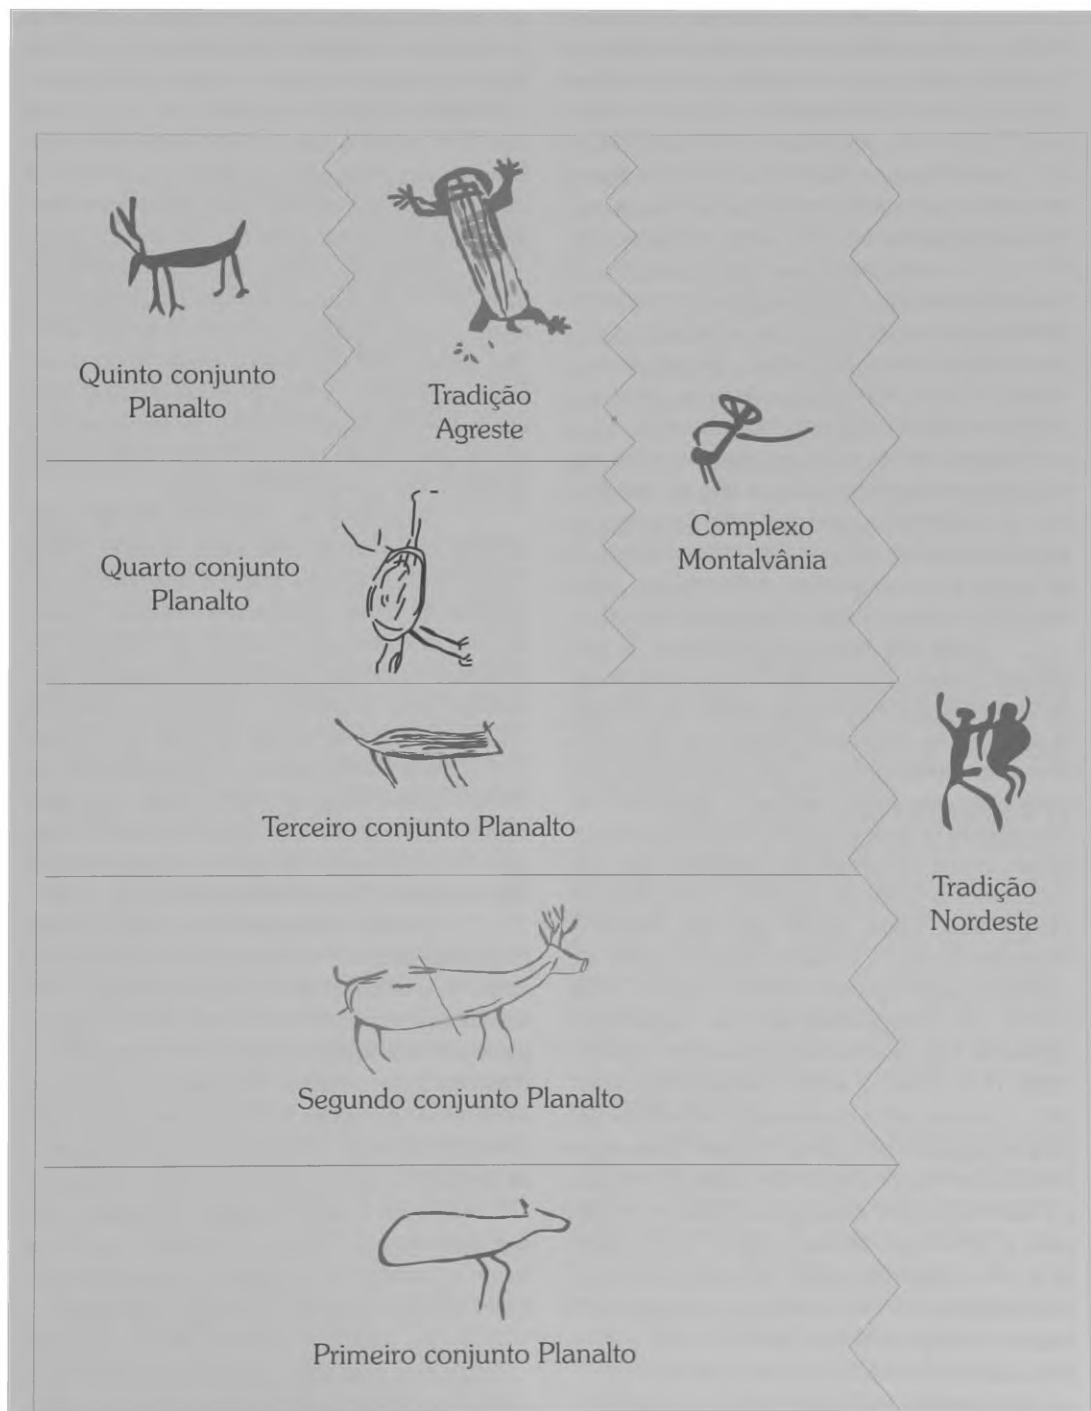 Quinto conjunto
Planalto
Tradição
Agreste
Complexo
Montalvânia
Quarto conjunto
Planalto
Terceiro conjunto Planalto
Tradição
Nordeste
Segundo conjunto Planalto
Primeiro conjunto Planalto